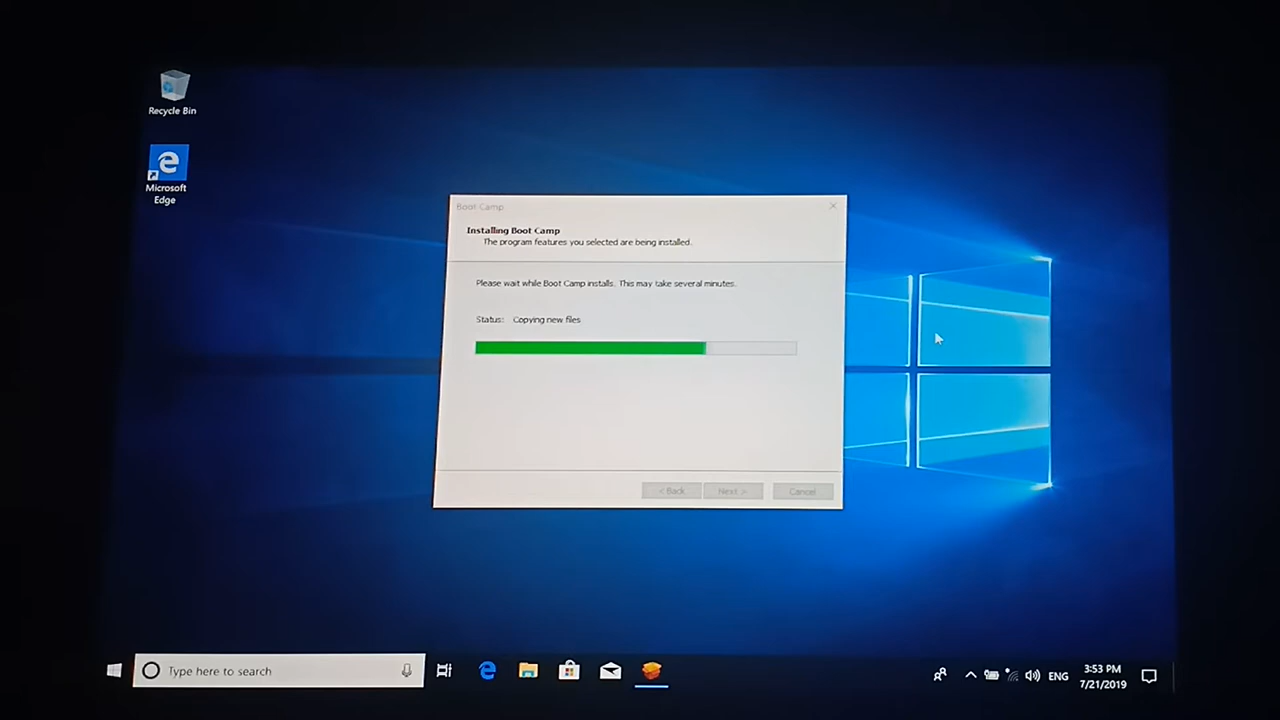 Recycle Bin
Microsoft
Edge
Boot Camp
Installing Boot Camp
The program features you selected are being installed.
Please wait while Boot Camp installs. This may take several minutes.
Status: Copying new files
< Back
Next >
Cancel
Type here to search
ENG
3:53 PM
7/21/2019